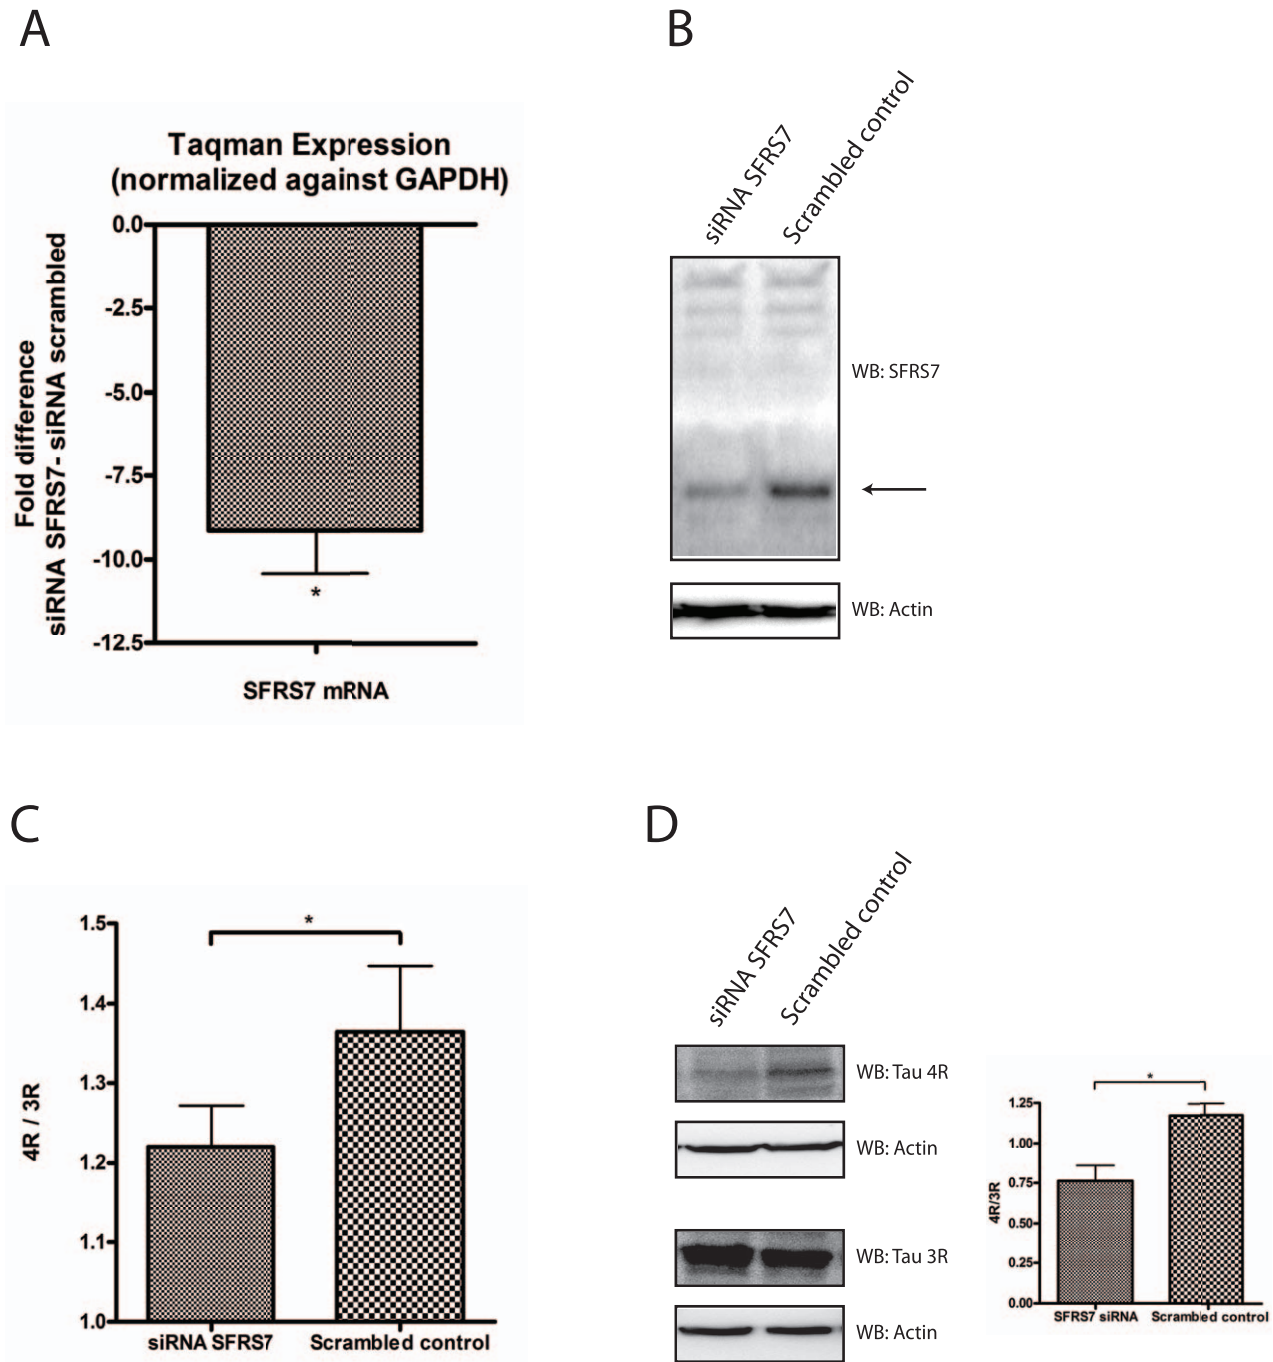 A
Taqman Expression
(normalized against GAPDH)
Fold difference
siRNA SFRS7- siRNA scrambled
0.0
-2.5
-5.0
-7.5
-10.0
-12.5
*
SFRS7 mRNA
B
siRNA SFRS7
Scrambled control
WB: SFRS7
WB: Actin
C
4R / 3R
1.5
1.4
1.3
1.2
1.1
1.0
*
siRNA SFRS7
Scrambled control
D
siRNA SFRS7
Scrambled control
WB: Tau 4R
WB: Actin
WB: Tau 3R
WB: Actin
4R/3R
1.25
1.00
0.75
0.50
0.25
0.00
*
SFRS7 siRNA
Scrambled control